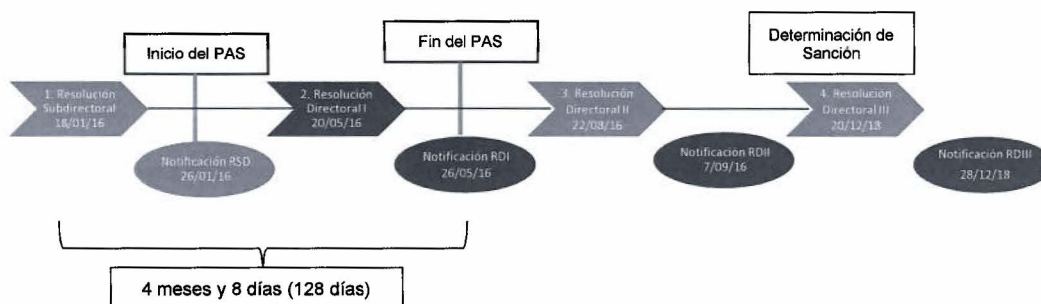 Inicio del PAS
Fin del PAS
Determinación de
Sanción
1. Resolución
Subdirectoral
18/01/16
2. Resolución
Directoral I
20/05/16
3. Resolución
Directoral II
22/08/16
4. Resolución
Directoral III
20/12/18
Notificación RSD
26/01/16
Notificación RDI
26/05/16
Notificación RDII
7/09/16
Notificación RDIII
28/12/18
4 meses y 8 días (128 días)